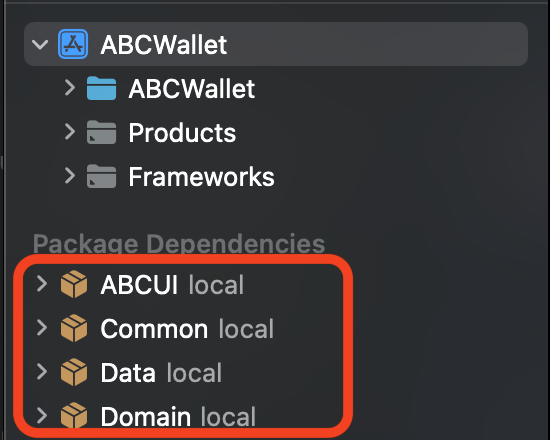 ABCWallet
ABCWallet
Products
Frameworks
Package Dependencies
ABCUI local
Common local
Data local
Domain local